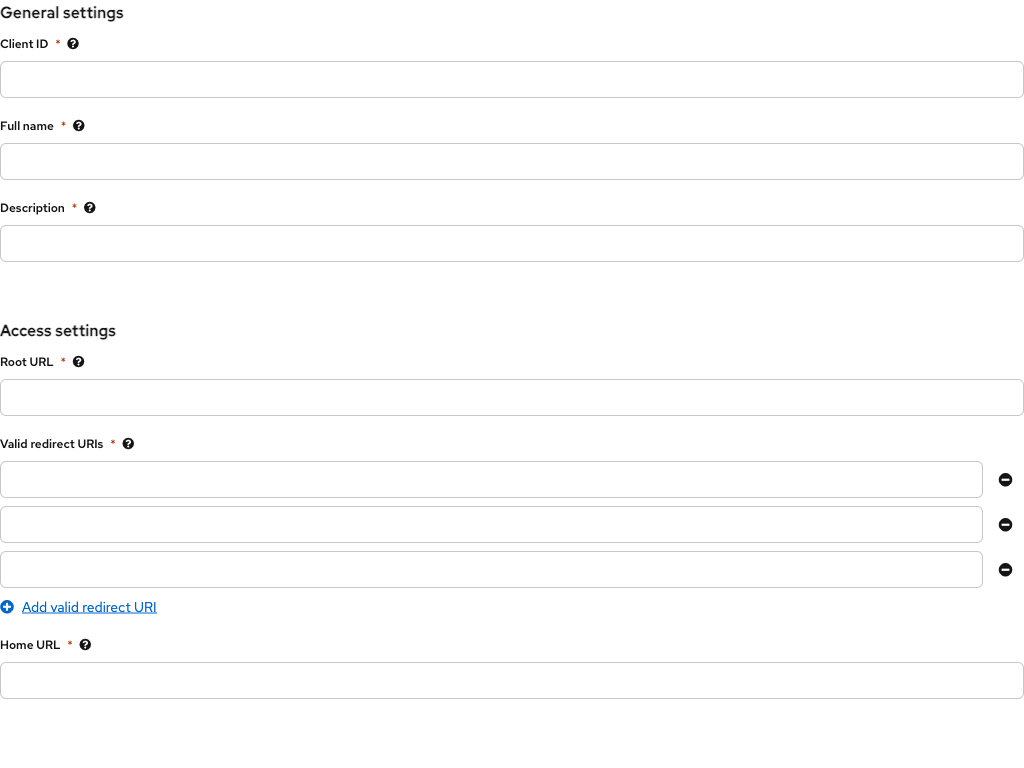 General settings
Client ID *
Full name *
Description *
Access settings
Root URL *
Valid redirect URIs *
Add valid redirect URI
Home URL *